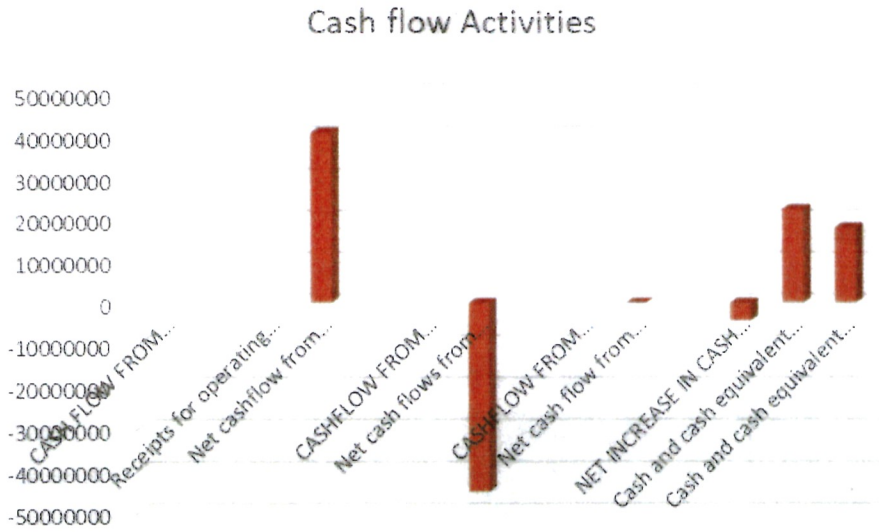 Cash flow Activities
50000000
40000000
30000000
20000000
10000000
0
-10000000
-20000000
-30000000
-40000000
-50000000
CASH FLOW FROM...
Receipts for operating...
Net cashflow from...
CASHFLOW FROM...
Net cash flows from...
CASHFLOW FROM...
Net cash flow from...
NET INCREASE IN CASH...
Cash and cash equivalent...
Cash and cash equivalent...